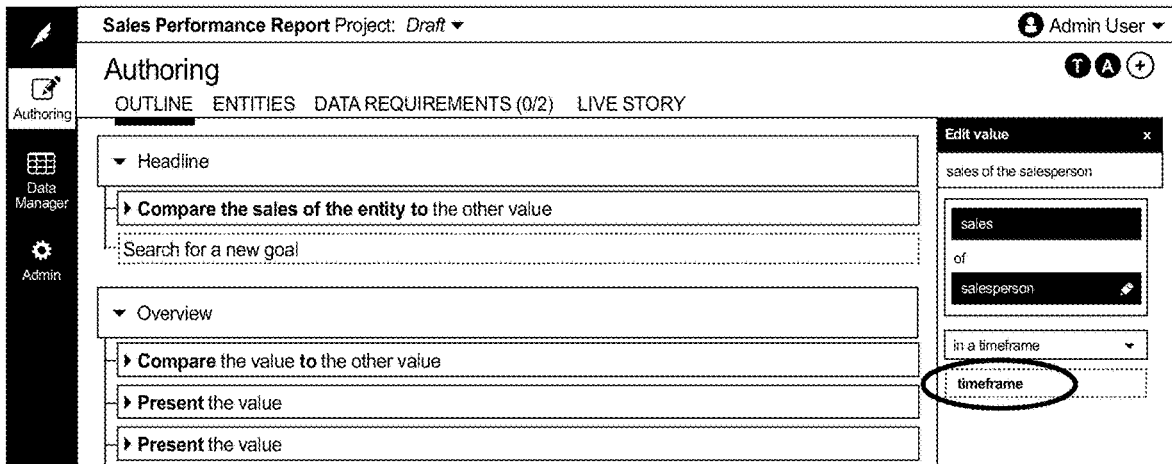 Sales Performance Report Project: Draft
Admin User
Authoring
T A +
Authoring
OUTLINE ENTITIES DATA REQUIREMENTS (0/2) LIVE STORY
Data
Manager
Admin
Headline
Compare the sales of the entity to the other value
Search for a new goal
Overview
Compare the value to the other value
Present the value
Present the value
Edit value x
sales of the salesperson
sales
of
salesperson
in a timeframe
timeframe